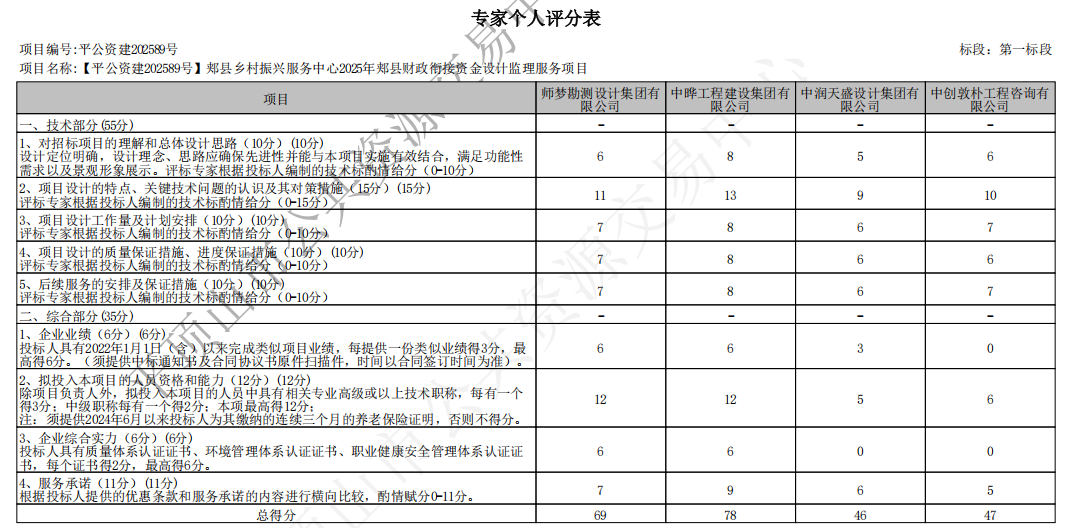 专家个人评分表
项目编号:平公资建202589号 标段: 第一标段
项目名称:【平公资建202589号】郏县乡村振兴服务中心2025年郏县财政衔接资金设计监理服务项目
项目 师梦勘测设计集团有限公司 中晔工程建设集团有限公司 中润天盛设计集团有限公司 中创敦朴工程咨询有限公司
一、技术部分(55分) – – – –
1、对招标项目的理解和总体设计思路（10分）(10分)
设计定位明确，设计理念、思路应确保先进性并能与本项目实施有效结合，满足功能性
需求以及景观形象展示。评标专家根据投标人编制的技术标酌情给分（0-10分）
6 8 5 6
2、项目设计的特点、关键技术问题的认识及其对策措施（15分）(15分)
评标专家根据投标人编制的技术标酌情给分（0-15分）
11 13 9 10
3、项目设计工作量及计划安排（10分）(10分)
评标专家根据投标人编制的技术标酌情给分（0-10分）
7 8 6 7
4、项目设计的质量保证措施、进度保证措施（10分）(10分)
评标专家根据投标人编制的技术标酌情给分（0-10分）
7 8 6 6
5、后续服务的安排及保证措施（10分）(10分)
评标专家根据投标人编制的技术标酌情给分（0-10分）
7 8 6 7
二、综合部分(35分) – – – –
1、企业业绩（6分）(6分)
投标人具有2022年1月1日（含）以来完成类似项目业绩，每提供一份类似业绩得3分，最
高得6分。（须提供中标通知书及合同协议书原件扫描件，时间以合同签订时间为准）。
6 6 3 0
2、拟投入本项目的人员资格和能力（12分）(12分)
除项目负责人外，拟投入本项目的人员中具有相关专业高级或以上技术职称，每有一个
得3分；中级职称每有一个得2分；本项最高得12分；
注：须提供2024年6月以来投标人为其缴纳的连续三个月的养老保险证明，否则不得分。
12 12 5 6
3、企业综合实力（6分）(6分)
投标人具有质量体系认证证书、环境管理体系认证证书、职业健康安全管理体系认证证
书，每个证书得2分，最高得6分。
6 6 0 0
4、服务承诺（11分）(11分)
根据投标人提供的优惠条款和服务承诺的内容进行横向比较，酌情赋分0-11分。
7 9 6 5
总得分 69 78 46 47
平顶山市公共资源交易中心
平顶山市公共资源交易中心